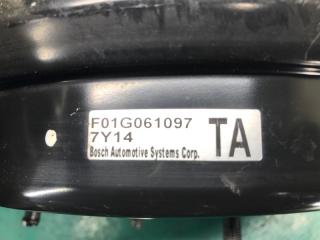 F01G061097
7Y14
TA
Bosch Automotive Systems Corp.